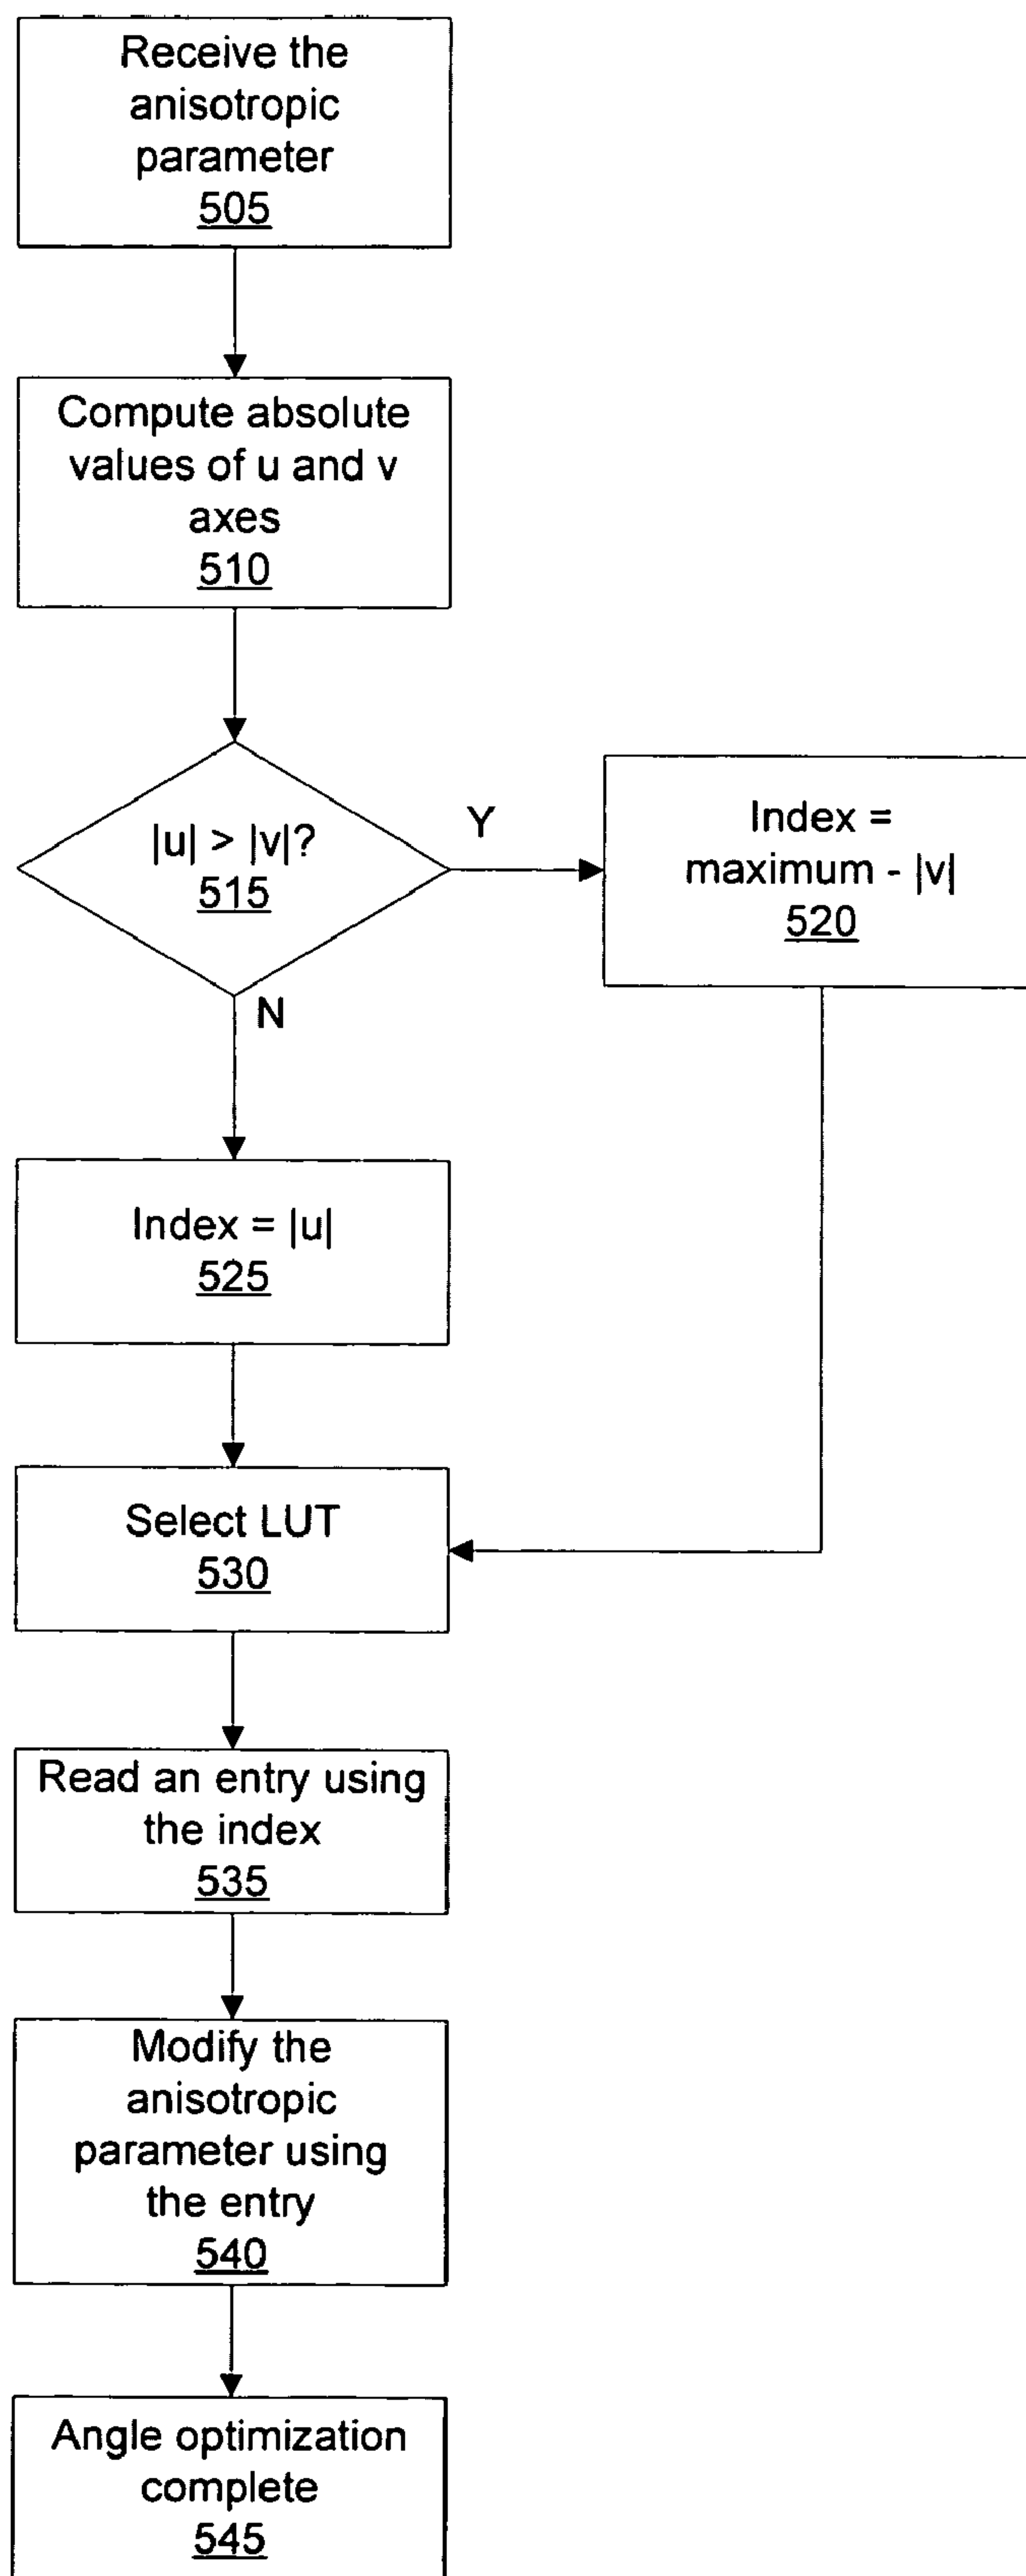 Receive the
anisotropic
parameter
505
Compute absolute
values of u and v
axes
510
|u| > |v|?
515
Y
Index =
maximum - |v|
520
N
Index = |u|
525
Select LUT
530
Read an entry using
the index
535
Modify the
anisotropic
parameter using
the entry
540
Angle optimization
complete
545